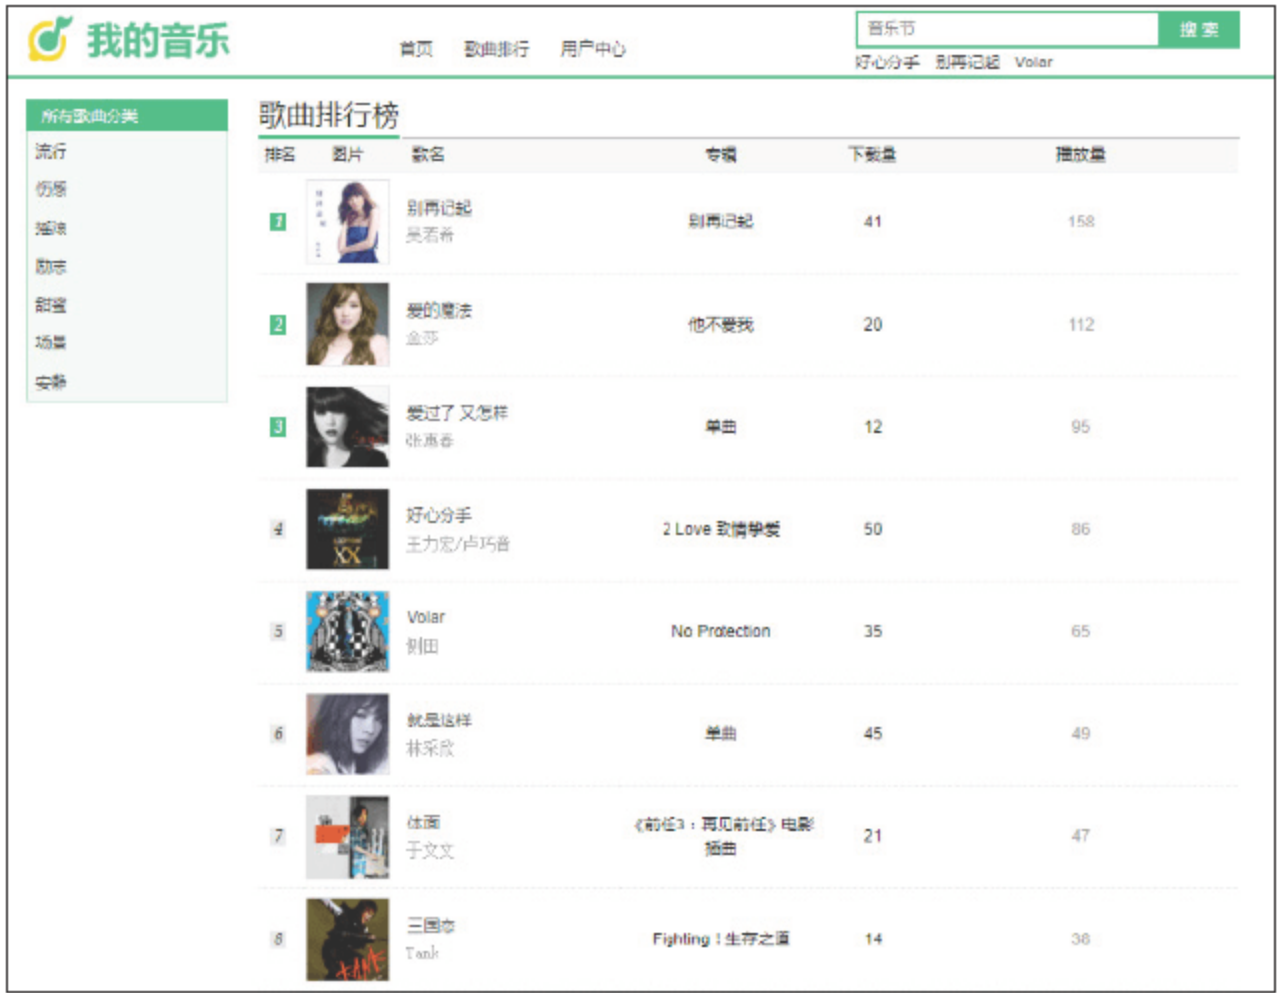 我的音乐
首页 歌曲排行 用户中心
音乐节 搜 索
好心分手 别再记起 Volar
所有歌曲分类
流行
伤感
摇滚
励志
甜蜜
场景
安静
歌曲排行榜
排名 图片 歌名 专辑 下载量 播放量
1 别再记起 别再记起 41 158
吴若希
2 爱的魔法 他不爱我 20 112
金莎
3 爱过了 又怎样 单曲 12 95
张惠春
4 好心分手 2 Love 致情挚爱 50 86
王力宏/卢巧音
5 Volar No Protection 35 65
侧田
6 就是这样 单曲 45 49
林采欣
7 体面 《前任3：再见前任》电影 21 47
插曲
于文文
8 三国恋 Fighting！生存之道 14 38
Tank
XX
TANK